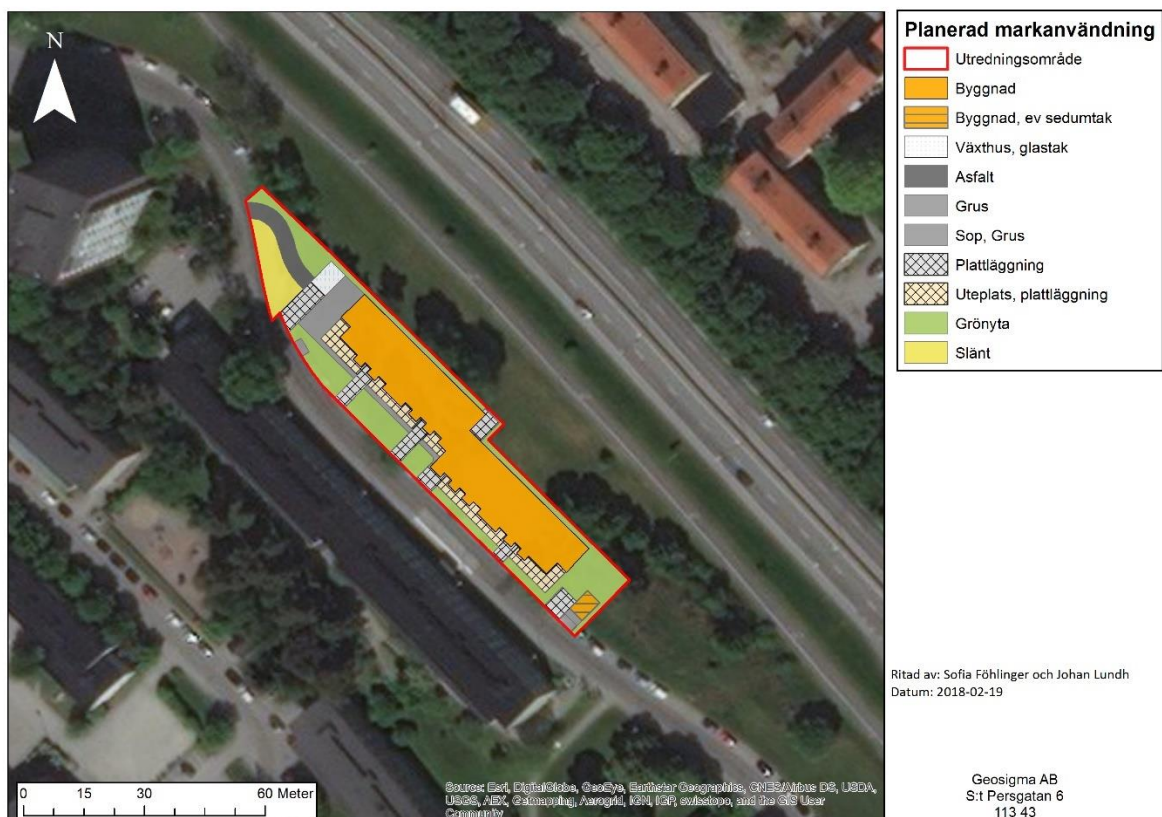 N
Planerad markanvändning
Utredningsområde
Byggnad
Byggnad, ev sedumtak
Växthus, glastak
Asfalt
Grus
Sop, Grus
Plattläggning
Uteplats, plattläggning
Grönyta
Slänt
Ritad av: Sofia Föhlinger och Johan Lundh
Datum: 2018-02-19
0 15 30 60 Meter
Source: Esri, DigitalGlobe, GeoEye, Earthstar Geographics, CNES/Airbus DS, USDA,
USGS, AEX, Getmapping, Aerogrid, IGN, IGP, swisstopo, and the GIS User
Community
Geosigma AB
S:t Persgatan 6
113 43